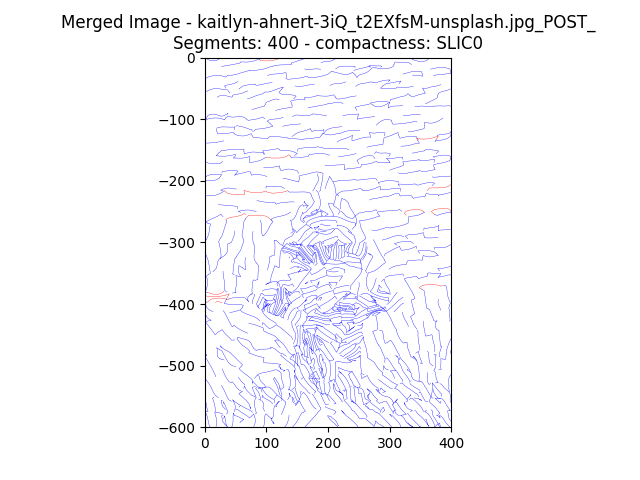 Merged Image - kaitlyn-ahnert-3iQ_t2EXfsM-unsplash.jpg_POST_
Segments: 400 - compactness: SLIC0
0
−100
−200
−300
−400
−500
−600
0 100 200 300 400